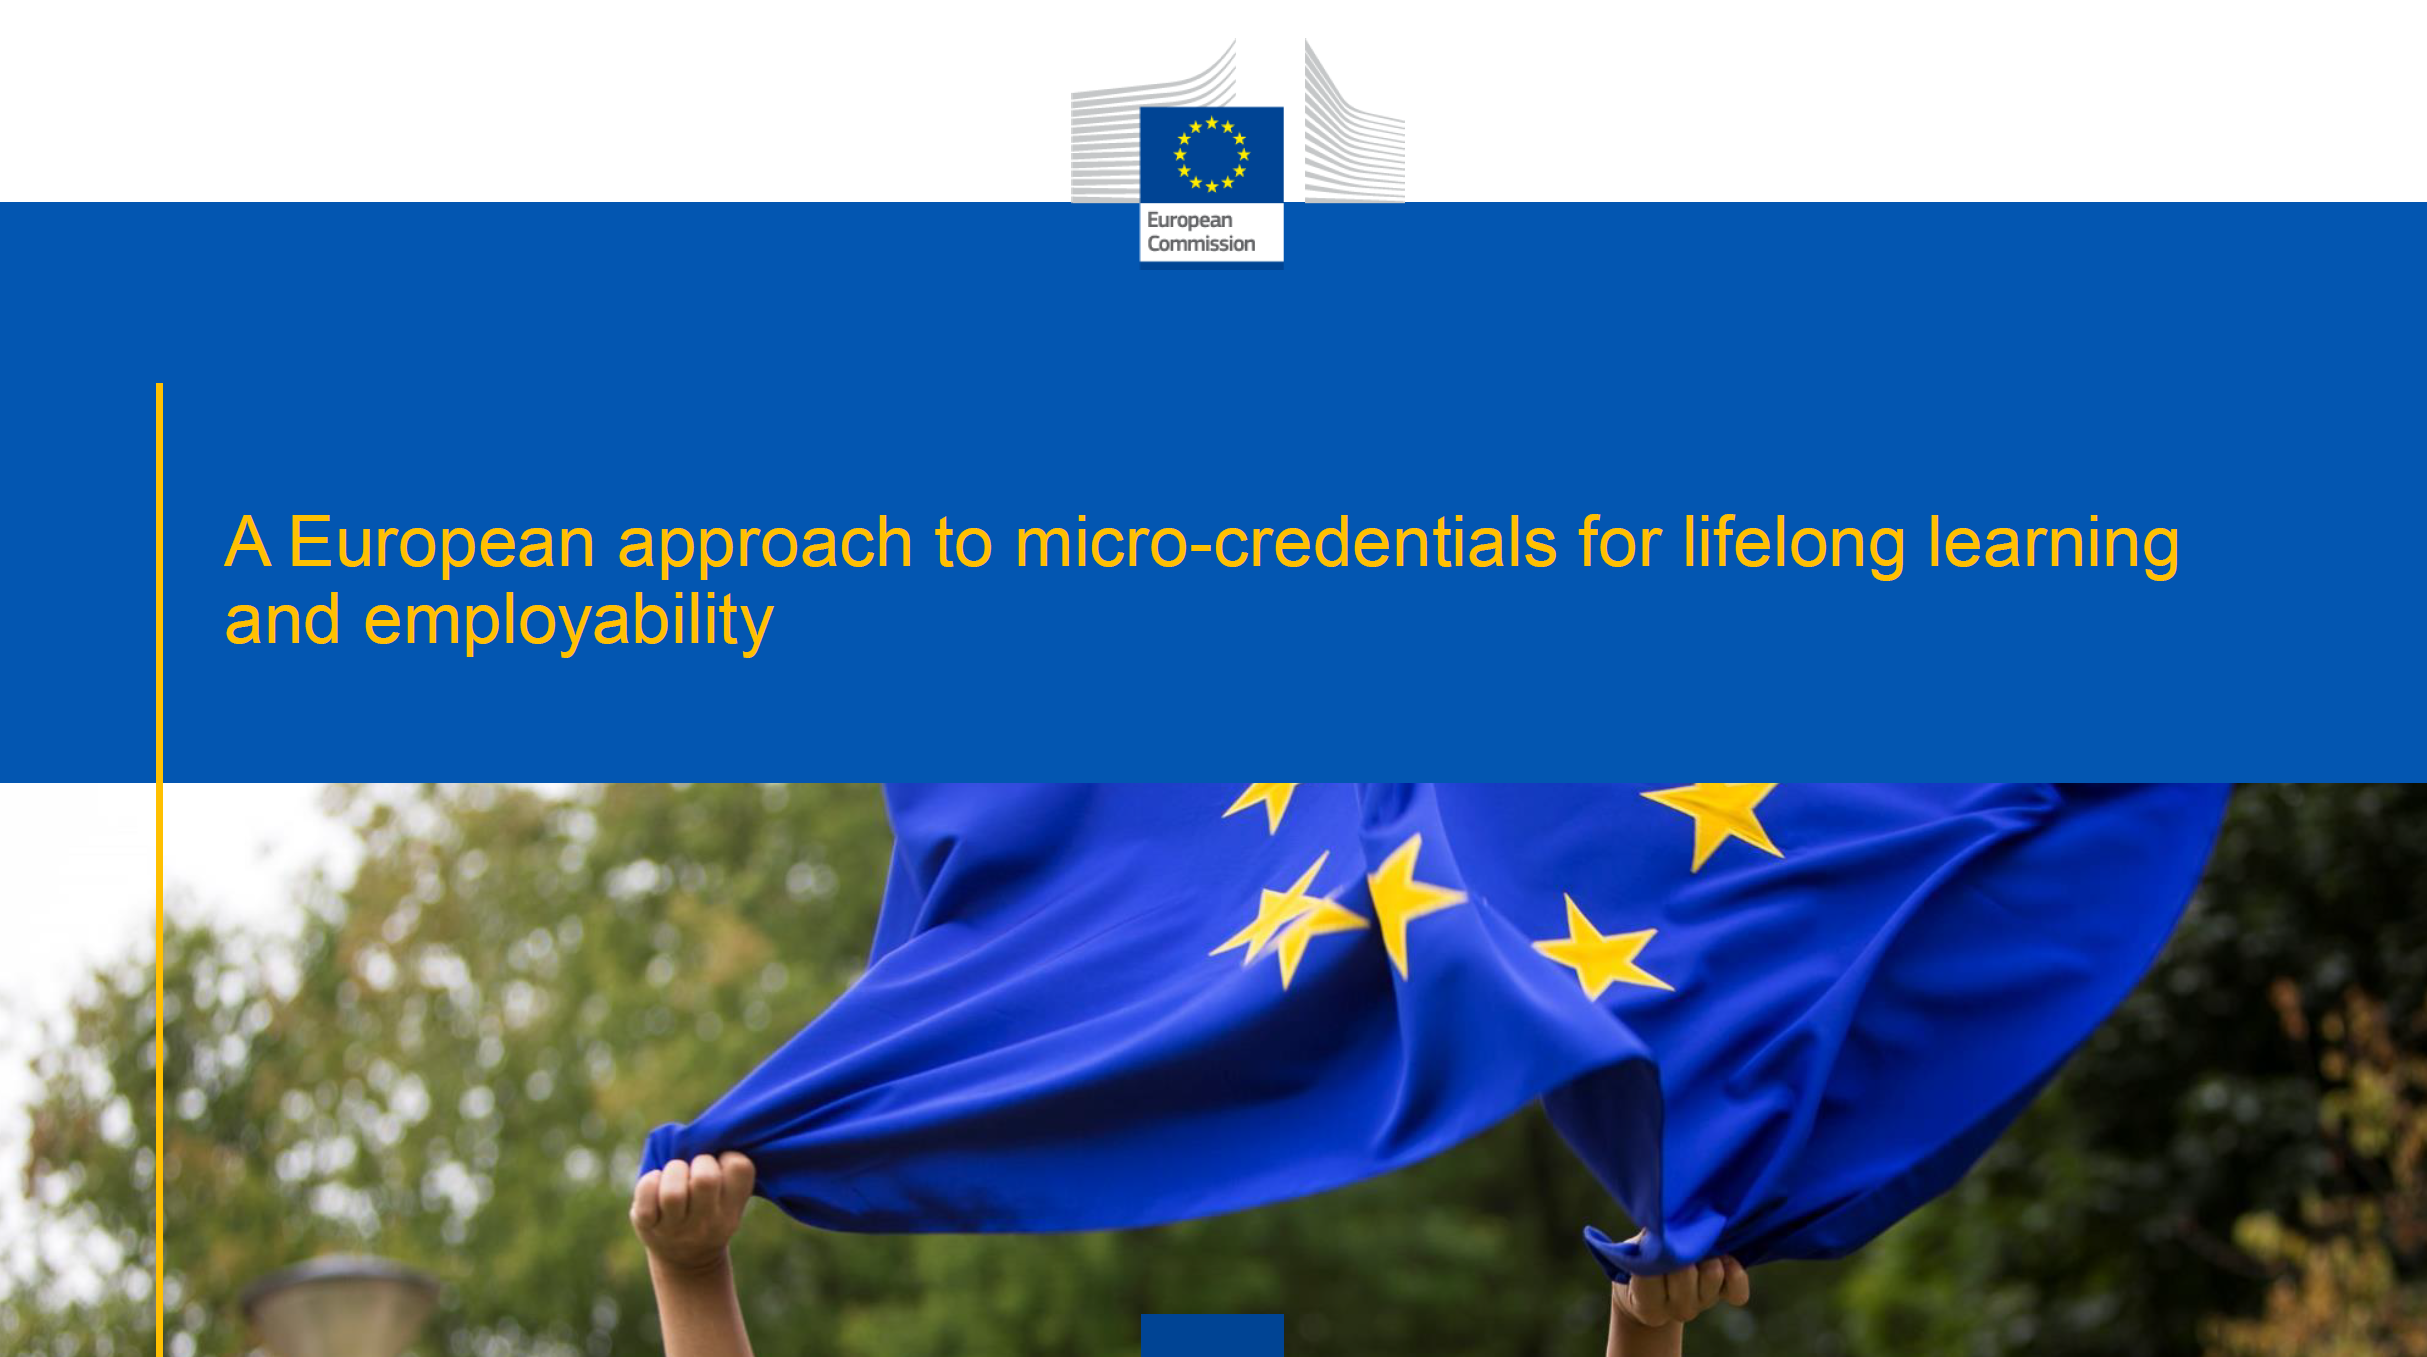 European
Commission
A European approach to micro-credentials for lifelong learning
and employability